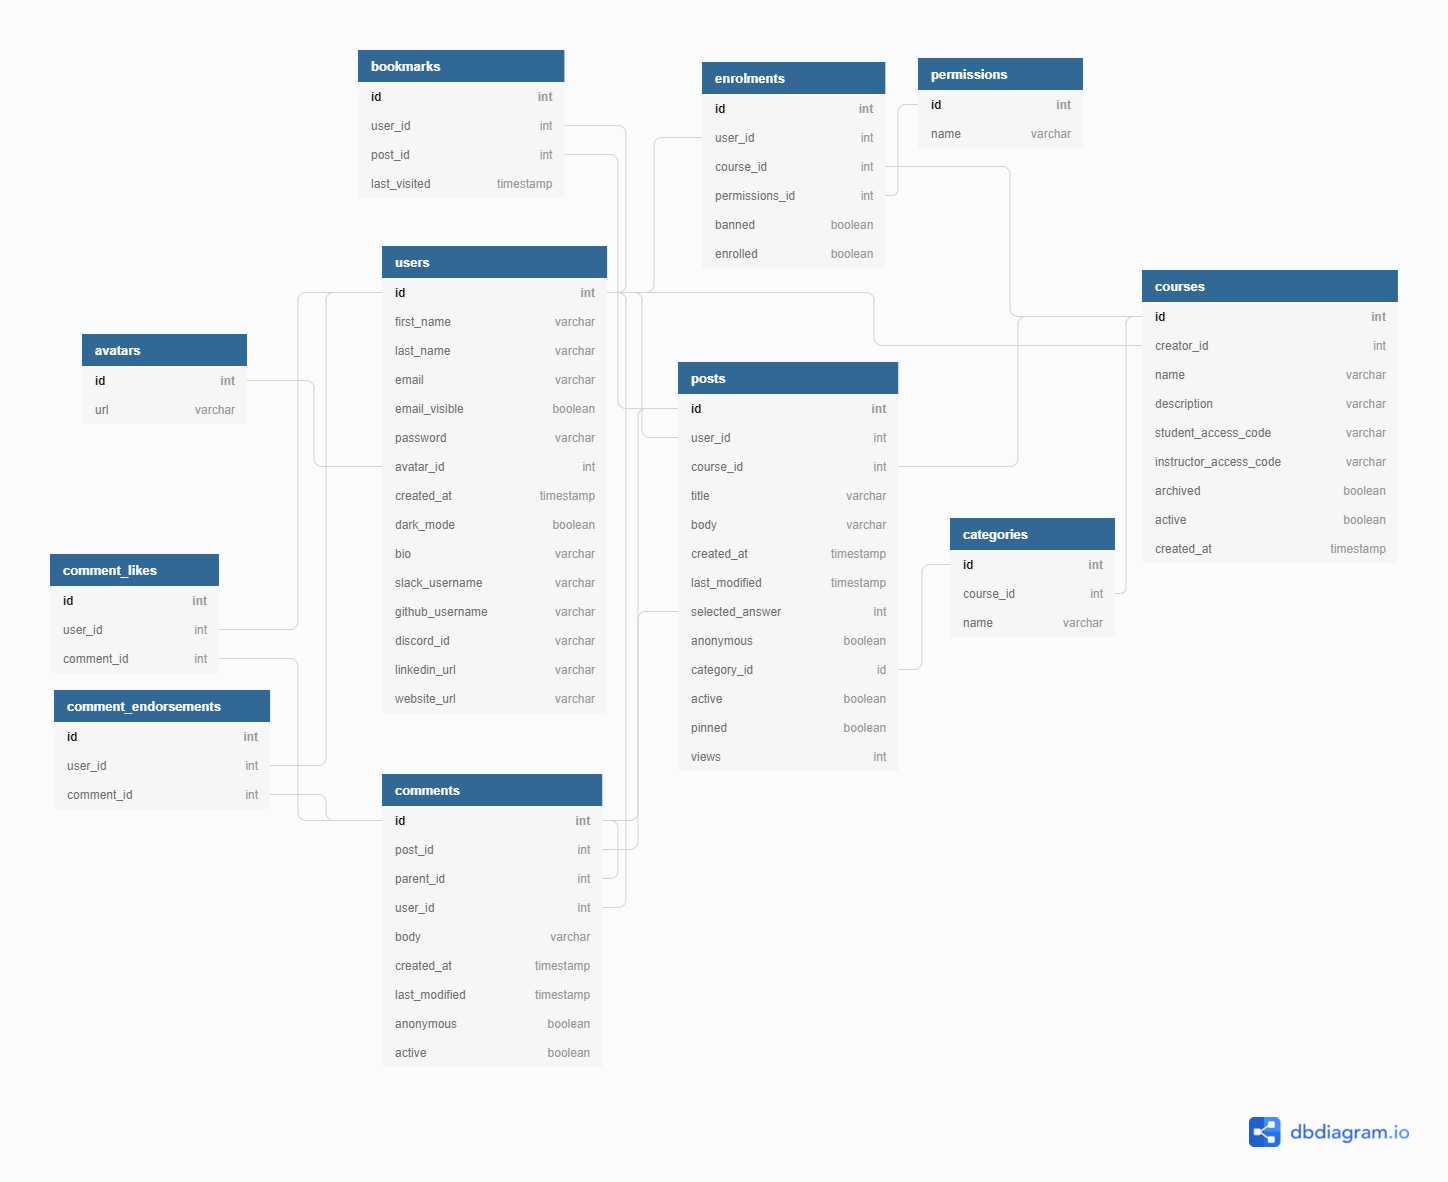 bookmarks
id int
user_id int
post_id int
last_visited timestamp
enrolments
id int
user_id int
course_id int
permissions_id int
banned boolean
enrolled boolean
permissions
id int
name varchar
users
id int
first_name varchar
last_name varchar
email varchar
email_visible boolean
password varchar
avatar_id int
created_at timestamp
dark_mode boolean
bio varchar
slack_username varchar
github_username varchar
discord_id varchar
linkedin_url varchar
website_url varchar
courses
id int
creator_id int
name varchar
description varchar
student_access_code varchar
instructor_access_code varchar
archived boolean
active boolean
created_at timestamp
avatars
id int
url varchar
posts
id int
user_id int
course_id int
title varchar
body varchar
created_at timestamp
last_modified timestamp
selected_answer int
anonymous boolean
category_id id
active boolean
pinned boolean
views int
categories
id int
course_id int
name varchar
comment_likes
id int
user_id int
comment_id int
comment_endorsements
id int
user_id int
comment_id int
comments
id int
post_id int
parent_id int
user_id int
body varchar
created_at timestamp
last_modified timestamp
anonymous boolean
active boolean
dbdiagram.io